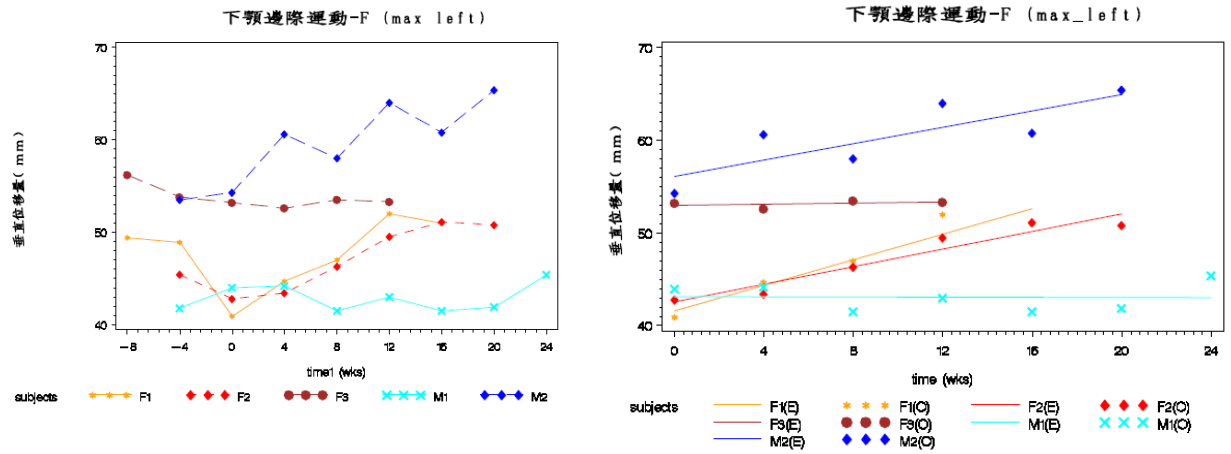 下顎邊際運動-F (max left)
垂直位移量(mm)
70
60
50
40
-8 -4 0 4 8 12 16 20 24
time1 (wks)
subjects F1 F2 F3 M1 M2
下顎邊際運動-F (max_left)
垂直位移量(mm)
70
60
50
40
0 4 8 12 16 20 24
time (wks)
subjects F1(E) F1(O) F2(E) F2(O)
F3(E) F3(O) M1(E) M1(O)
M2(E) M2(O)